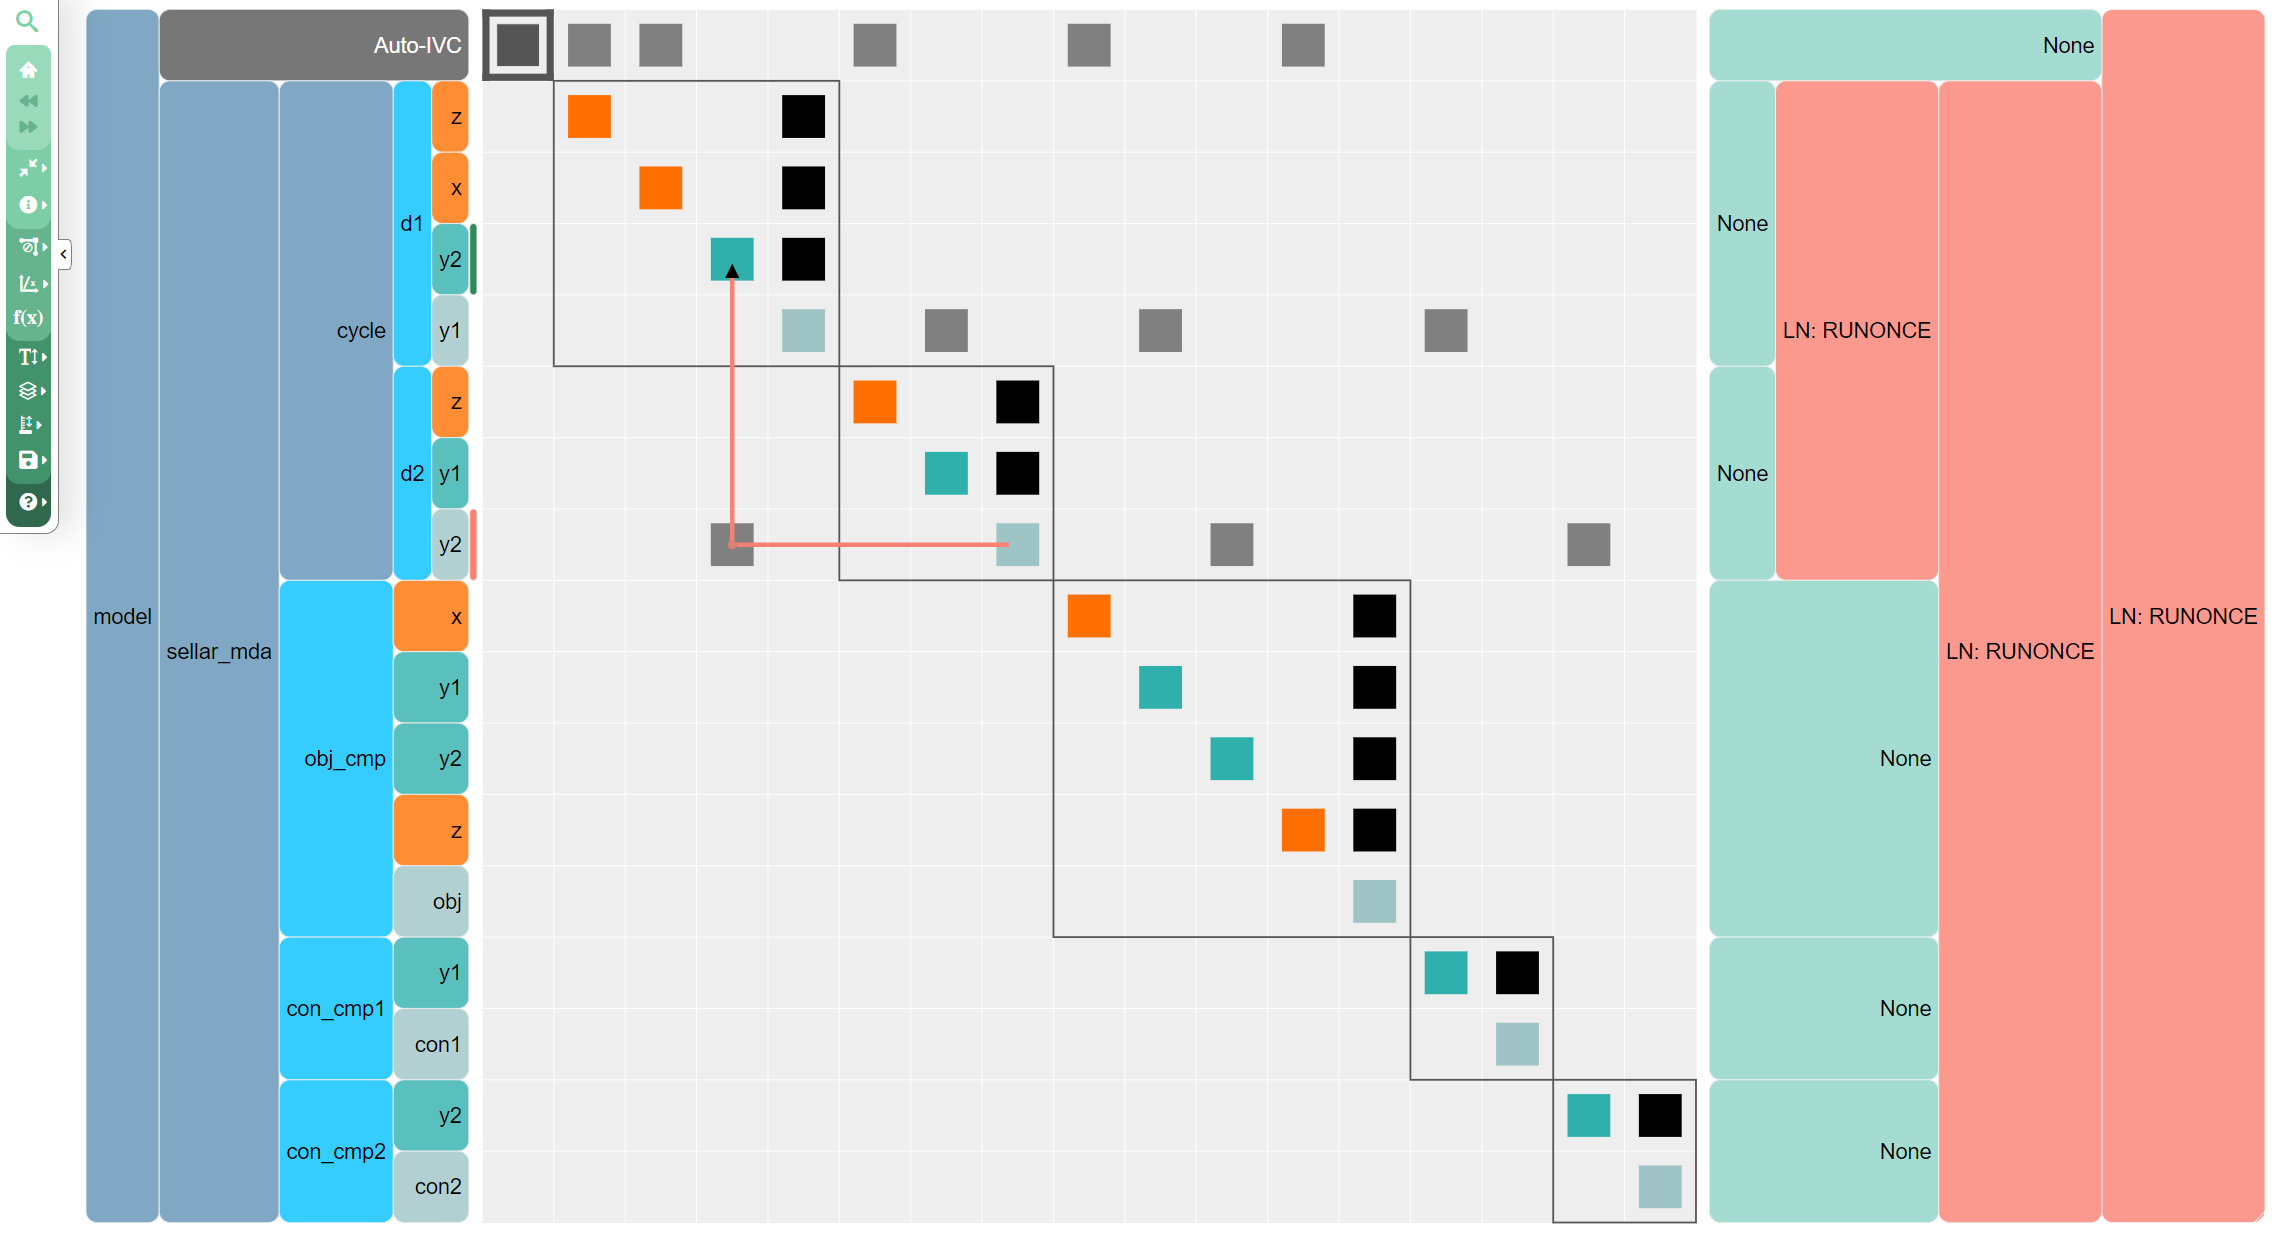 Auto-IVC
None
z
x
d1
y2
None
f(x)
cycle
y1
LN: RUNONCE
T
z
d2
y1
None
?
y2
model
x
LN: RUNONCE
sellar_mda
LN: RUNONCE
y1
obj_cmp
y2
None
z
obj
y1
con_cmp1
None
con1
y2
con_cmp2
None
con2